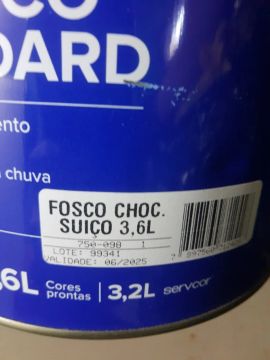 CO
DARD
ento
chuva
FOSCO CHOC.
SUIÇO 3,6L
750-098 1
LOTE: 99341
VALIDADE: 06/2025
,6L Cores prontas | 3,2L servcor